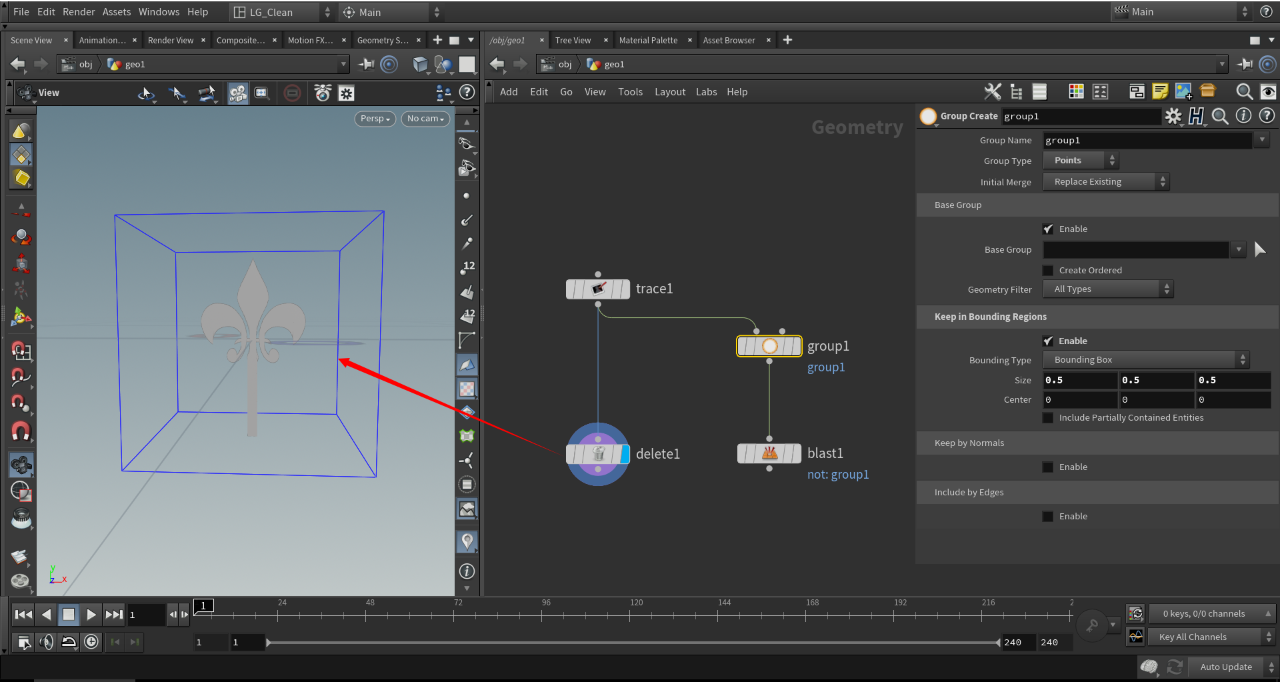 File Edit Render Assets Windows Help LG_Clean Main Main
Scene View Animation... Render View Composite... Motion FX... Geometry S...
/obj/geo1 Tree View Material Palette Asset Browser
obj geo1
obj geo1
View
Add Edit Go View Tools Layout Labs Help
Persp No cam
Geometry
12
12
y
z x
trace1
group1
group1
delete1
blast1
not: group1
Group Create group1
Group Name group1
Group Type Points
Initial Merge Replace Existing
Base Group
Enable
Base Group
Create Ordered
Geometry Filter All Types
Keep in Bounding Regions
Enable
Bounding Type Bounding Box
Size 0.5 0.5 0.5
Center 0 0 0
Include Partially Contained Entities
Keep by Normals
Enable
Include by Edges
Enable
1 1 24 48 72 96 120 144 168 192 216 2
0 keys, 0/0 channels
1 1 240 240
Key All Channels
Auto Update